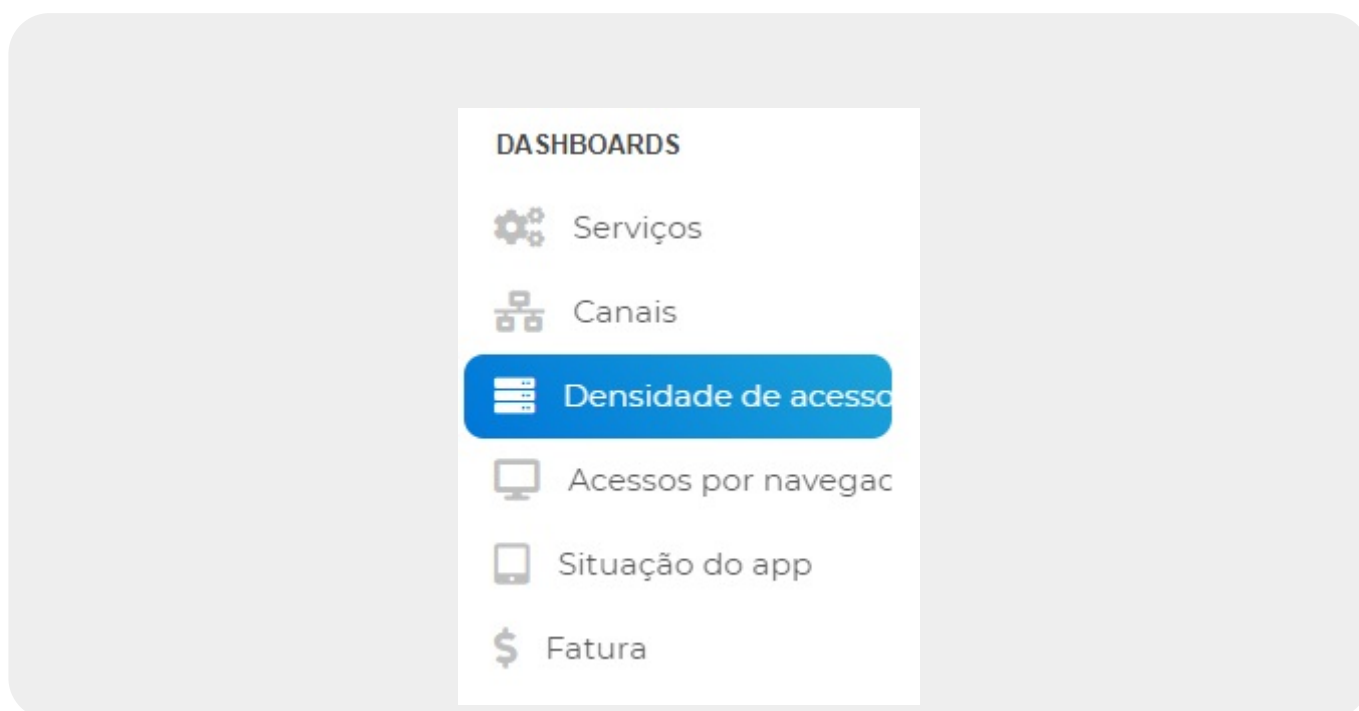 DASHBOARDS
Serviços
Canais
Densidade de acesso
Acessos por navegac
Situação do app
Fatura